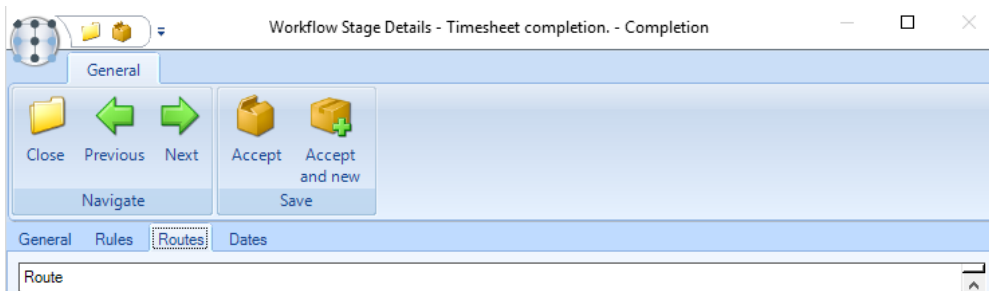 Workflow Stage Details - Timesheet completion. - Completion
General
Close Previous Next Accept Accept
and new
Navigate Save
General Rules Routes Dates
Route